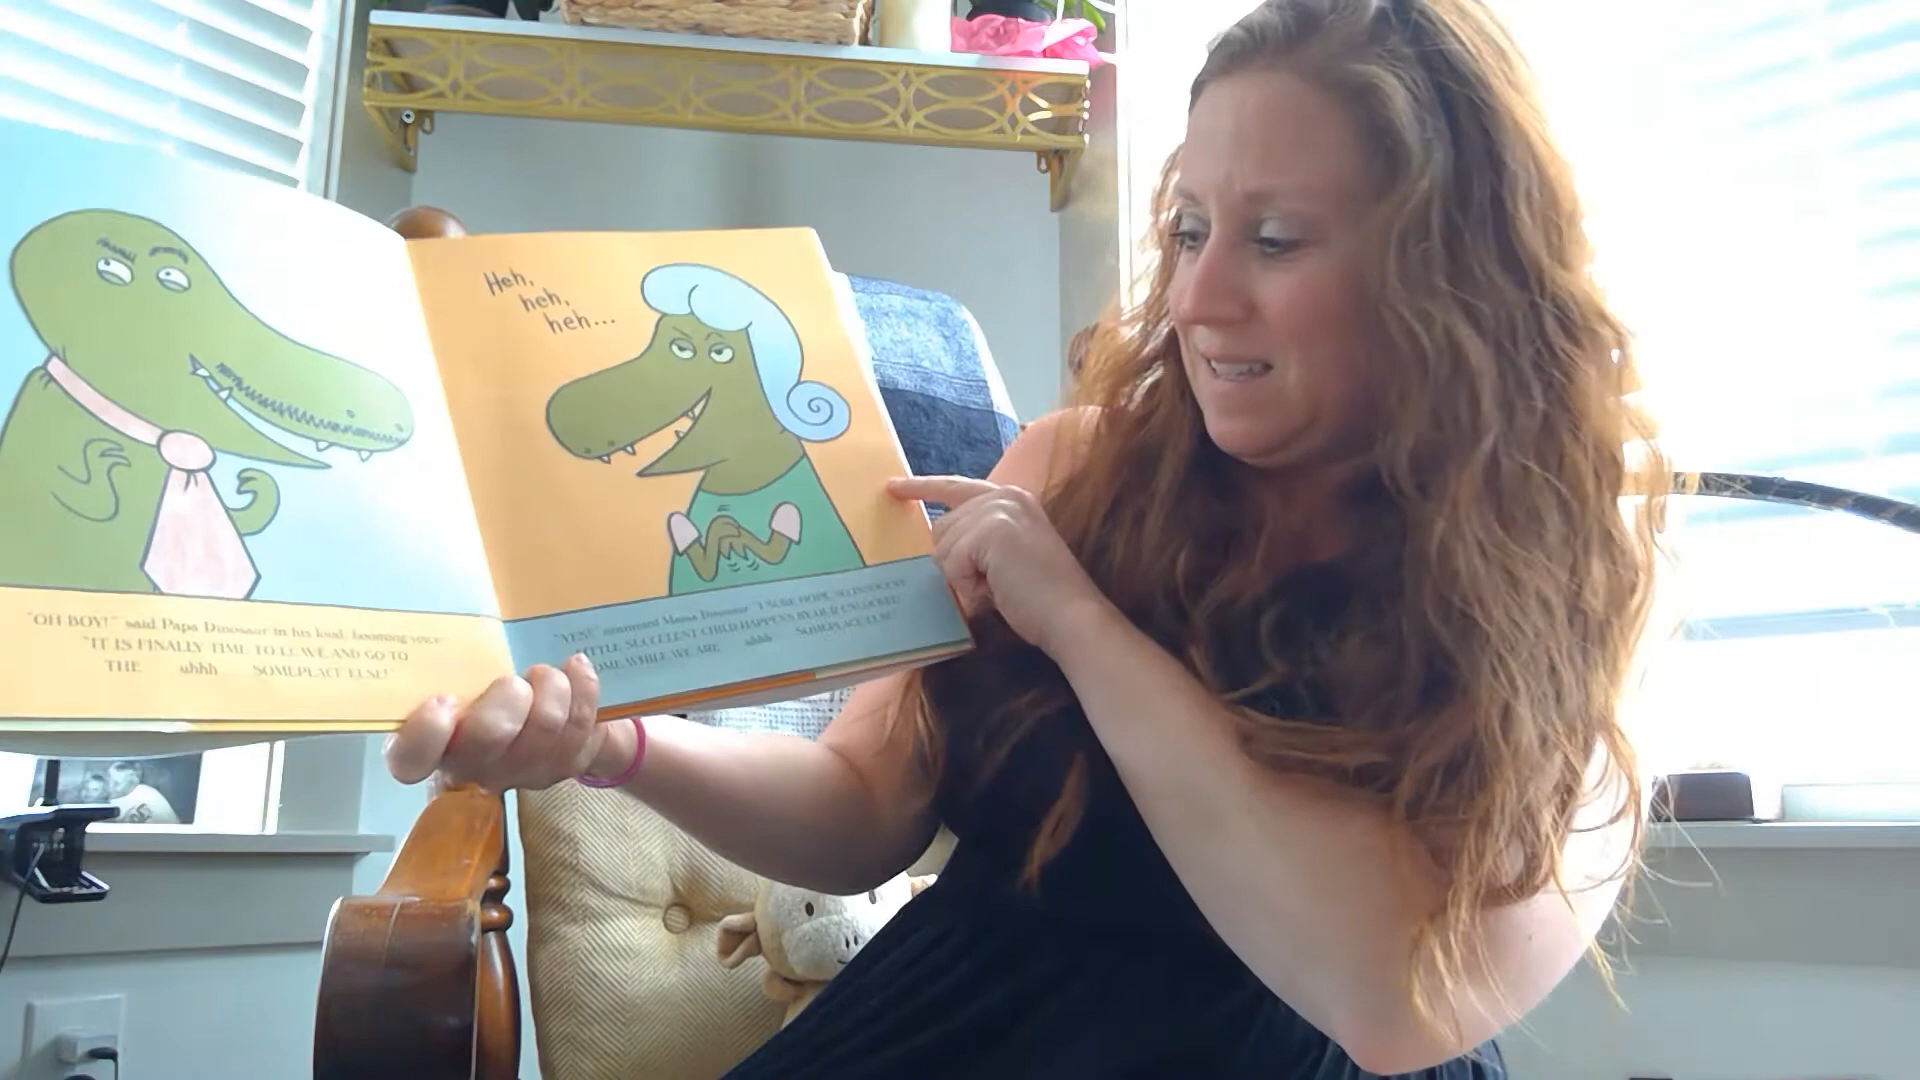 Heh,
heh,
heh...
"OH BOY!" said Papa Dinosaur in his loud, booming voice.
"IT IS FINALLY TIME TO LEAVE AND GO TO
THE uhhh SOMEPLACE ELSE!"
"YES!" answered Mama Dinosaur. "I SURE HOPE NO INNOCENT
LITTLE SUCCULENT CHILD HAPPENS BY OUR UNLOCKED
HOME WHILE WE ARE uhhh SOMEPLACE ELSE!"